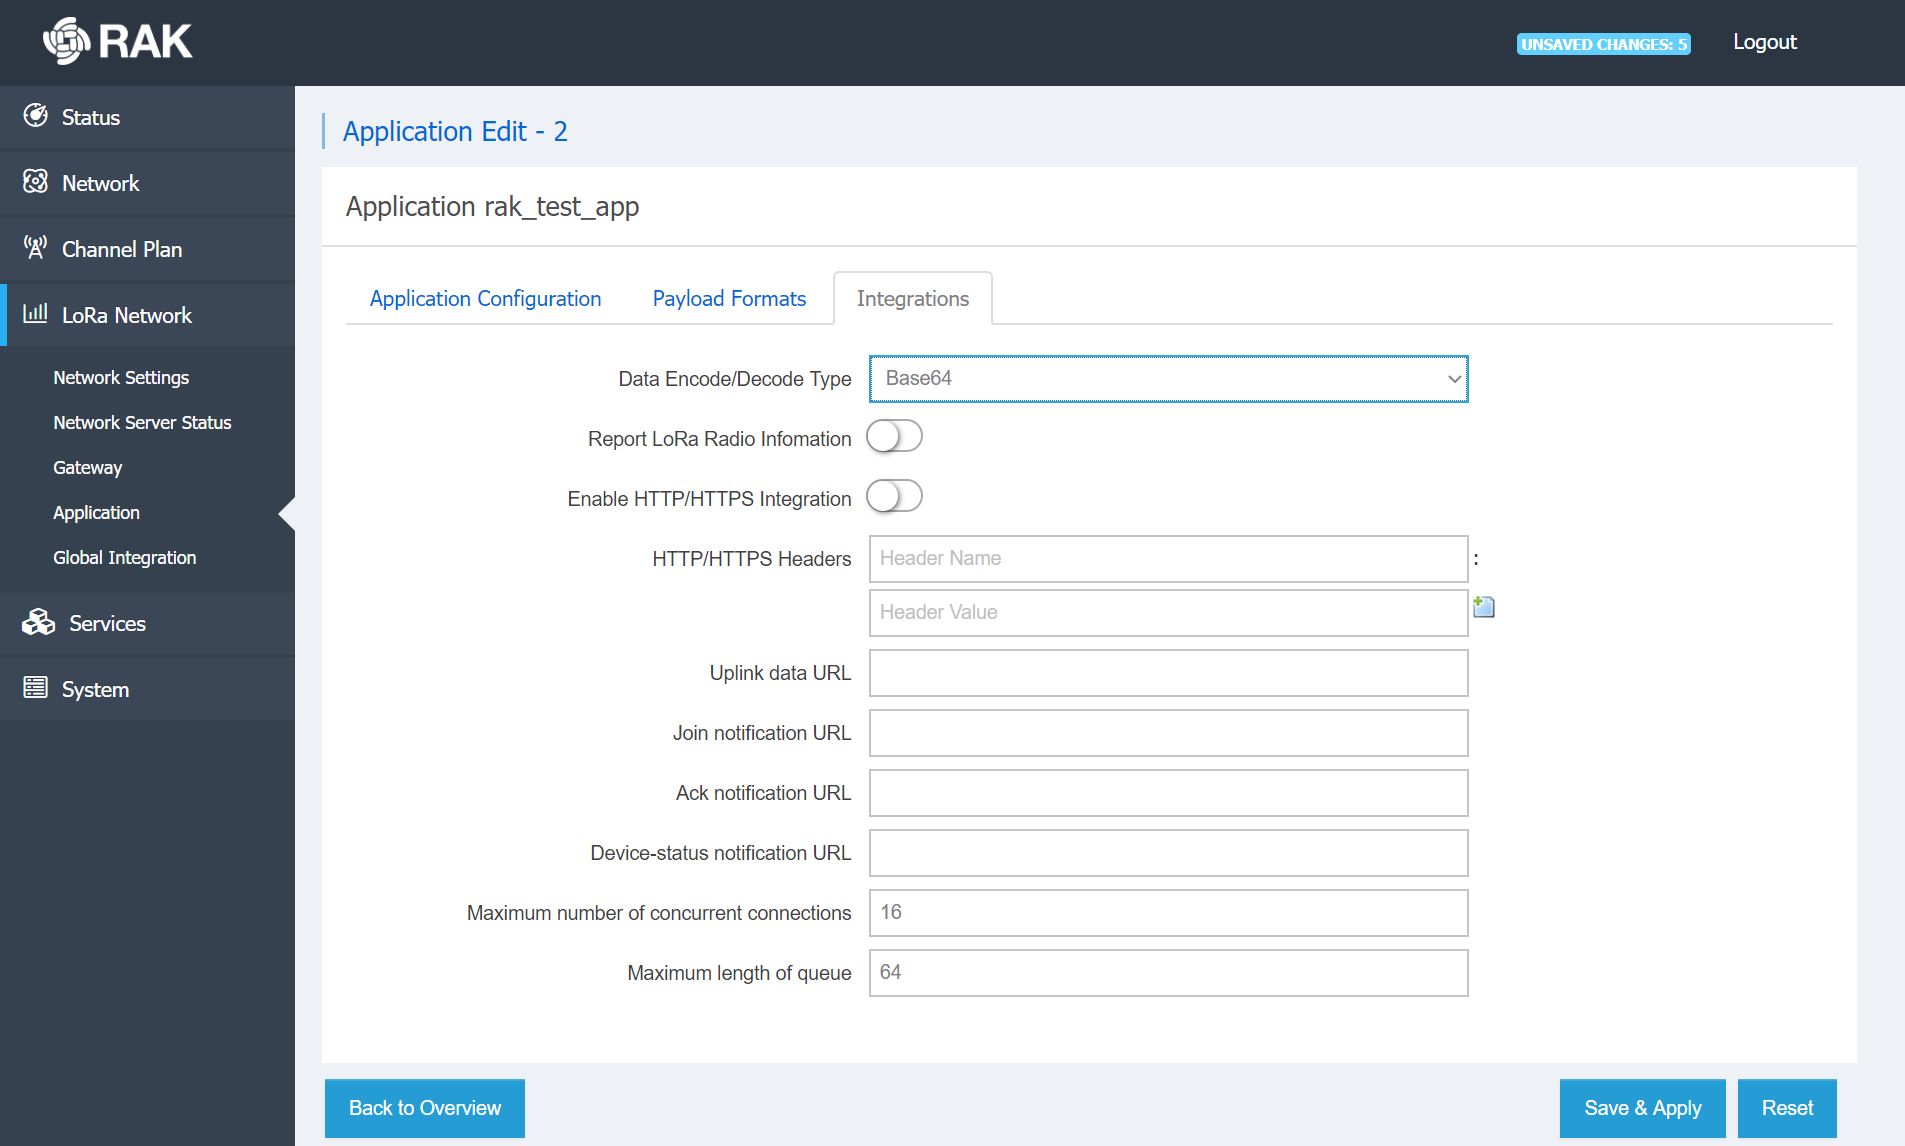 RAK
UNSAVED CHANGES: 5
Logout
Status
Network
Channel Plan
LoRa Network
Network Settings
Network Server Status
Gateway
Application
Global Integration
Services
System
Application Edit - 2
Application rak_test_app
Application Configuration
Payload Formats
Integrations
Data Encode/Decode Type
Base64
Report LoRa Radio Infomation
Enable HTTP/HTTPS Integration
HTTP/HTTPS Headers
Header Name
:
Header Value
Uplink data URL
Join notification URL
Ack notification URL
Device-status notification URL
Maximum number of concurrent connections
16
Maximum length of queue
64
Back to Overview
Save & Apply
Reset